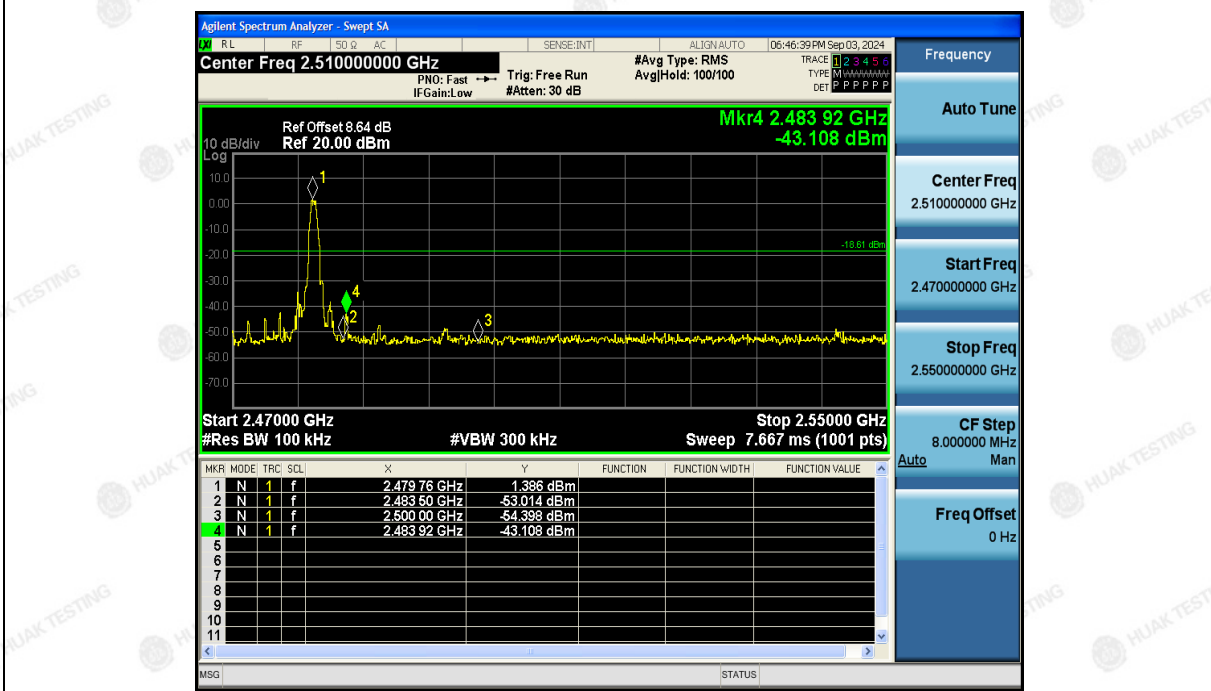 Agilent Spectrum Analyzer - Swept SA
LXI RL RF 50 Ω AC SENSE:INT ALIGN AUTO 06:46:39 PM Sep 03, 2024
Center Freq 2.510000000 GHz
PNO: Fast
IFGain:Low
Trig: Free Run
#Atten: 30 dB
#Avg Type: RMS
Avg|Hold: 100/100
TRACE 1 2 3 4 5 6
TYPE M
DET P P P P P P
Mkr4 2.483 92 GHz
-43.108 dBm
Ref Offset 8.64 dB
10 dB/div Ref 20.00 dBm
Log
10.0
0.00
-10.0
-20.0
-30.0
-40.0
-50.0
-60.0
-70.0
1
2
3
4
-18.61 dBm
Start 2.47000 GHz Stop 2.55000 GHz
#Res BW 100 kHz #VBW 300 kHz Sweep 7.667 ms (1001 pts)
MKR MODE TRC SCL X Y FUNCTION FUNCTION WIDTH FUNCTION VALUE
1 N 1 f 2.479 76 GHz 1.386 dBm
2 N 1 f 2.483 50 GHz -53.014 dBm
3 N 1 f 2.500 00 GHz -54.398 dBm
4 N 1 f 2.483 92 GHz -43.108 dBm
5
6
7
8
9
10
11
MSG STATUS
Frequency
Auto Tune
Center Freq
2.510000000 GHz
Start Freq
2.470000000 GHz
Stop Freq
2.550000000 GHz
CF Step
8.000000 MHz
Auto Man
Freq Offset
0 Hz
HUAK TESTING